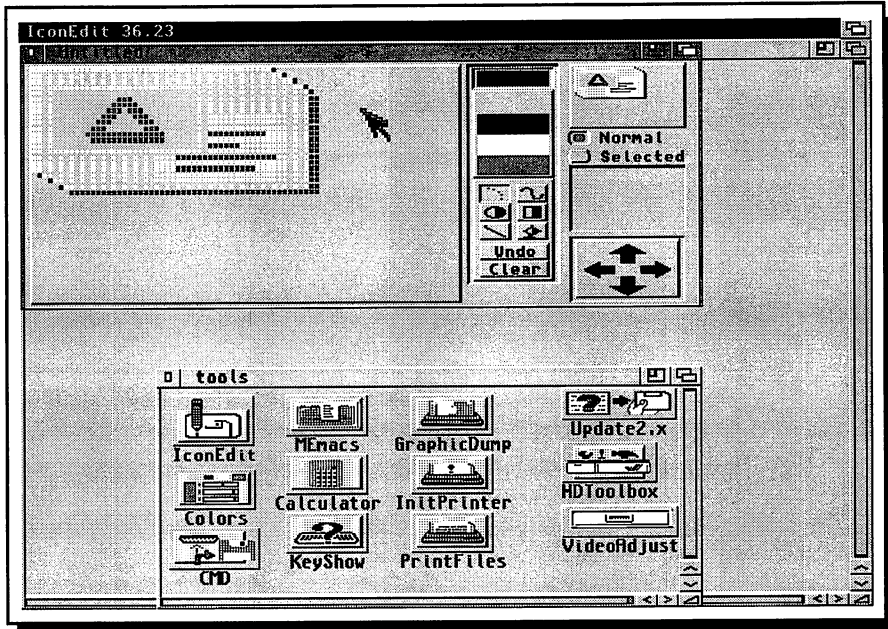 IconEdit 36.23
Untitled
Normal
Selected
Undo
Clear
tools
IconEdit
MEmacs
GraphicDump
Update2.x
Colors
Calculator
InitPrinter
HDToolbox
CMD
KeyShow
PrintFiles
VideoAdjust